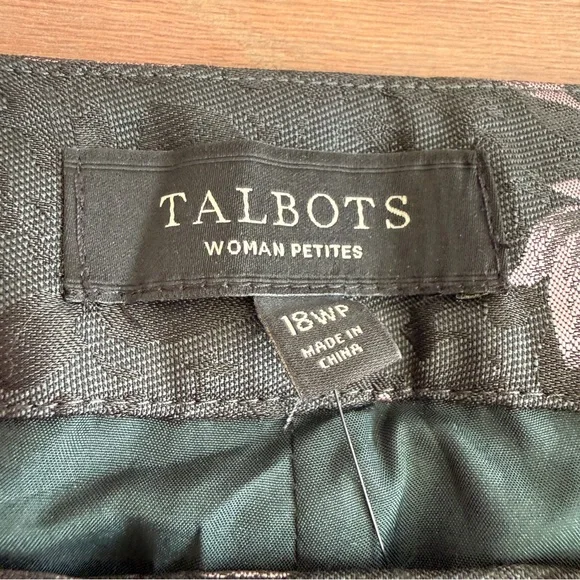 TALBOTS
WOMAN PETITES
18WP
MADE IN
CHINA